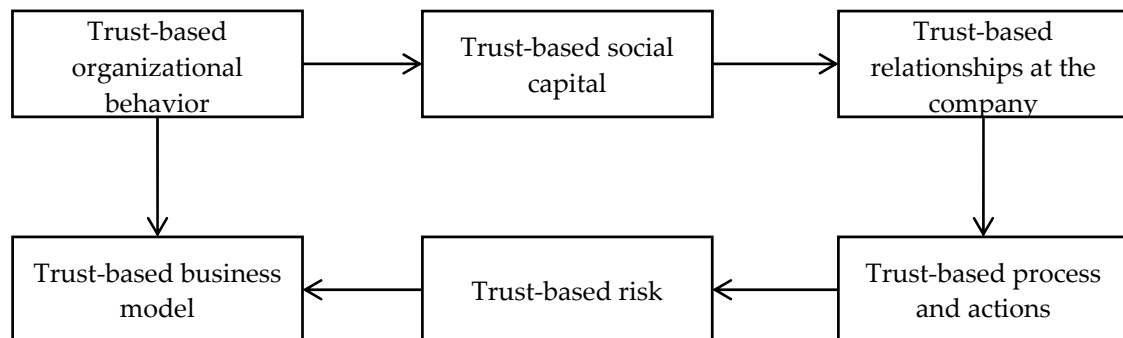 Trust-based
organizational
behavior
Trust-based social
capital
Trust-based
relationships at the
company
Trust-based business
model
Trust-based risk
Trust-based process
and actions